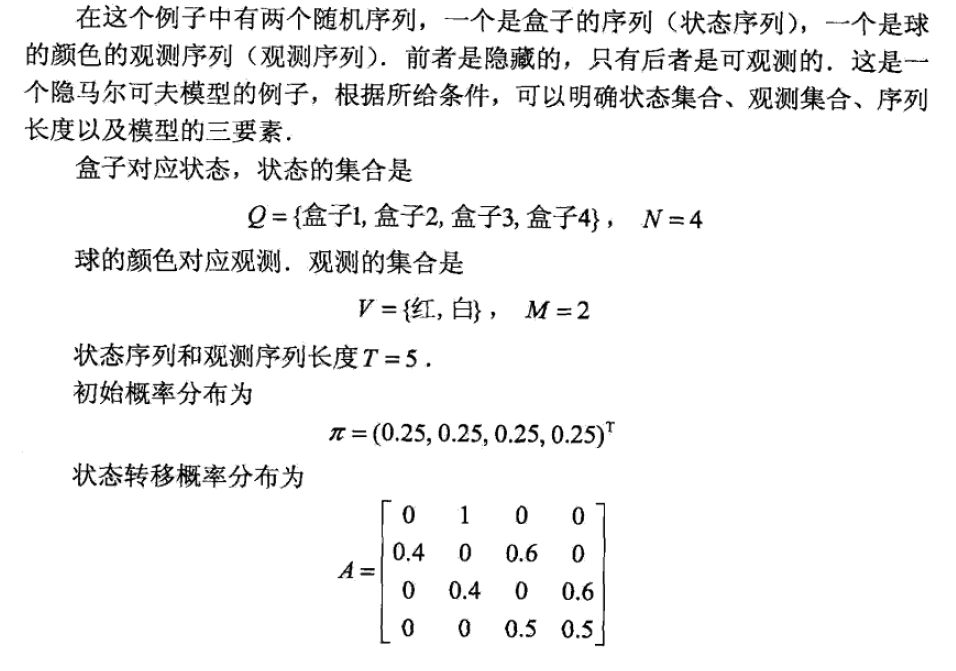 在这个例子中有两个随机序列，一个是盒子的序列（状态序列），一个是球
的颜色的观测序列（观测序列）．前者是隐藏的，只有后者是可观测的．这是一
个隐马尔可夫模型的例子，根据所给条件，可以明确状态集合、观测集合、序列
长度以及模型的三要素．
盒子对应状态，状态的集合是
Q = {盒子1, 盒子2, 盒子3, 盒子4}， N = 4
球的颜色对应观测．观测的集合是
V = {红, 白}， M = 2
状态序列和观测序列长度 T = 5．
初始概率分布为
π = (0.25, 0.25, 0.25, 0.25)ᵀ
状态转移概率分布为
0 1 0 0
0.4 0 0.6 0
A =
0 0.4 0 0.6
0 0 0.5 0.5